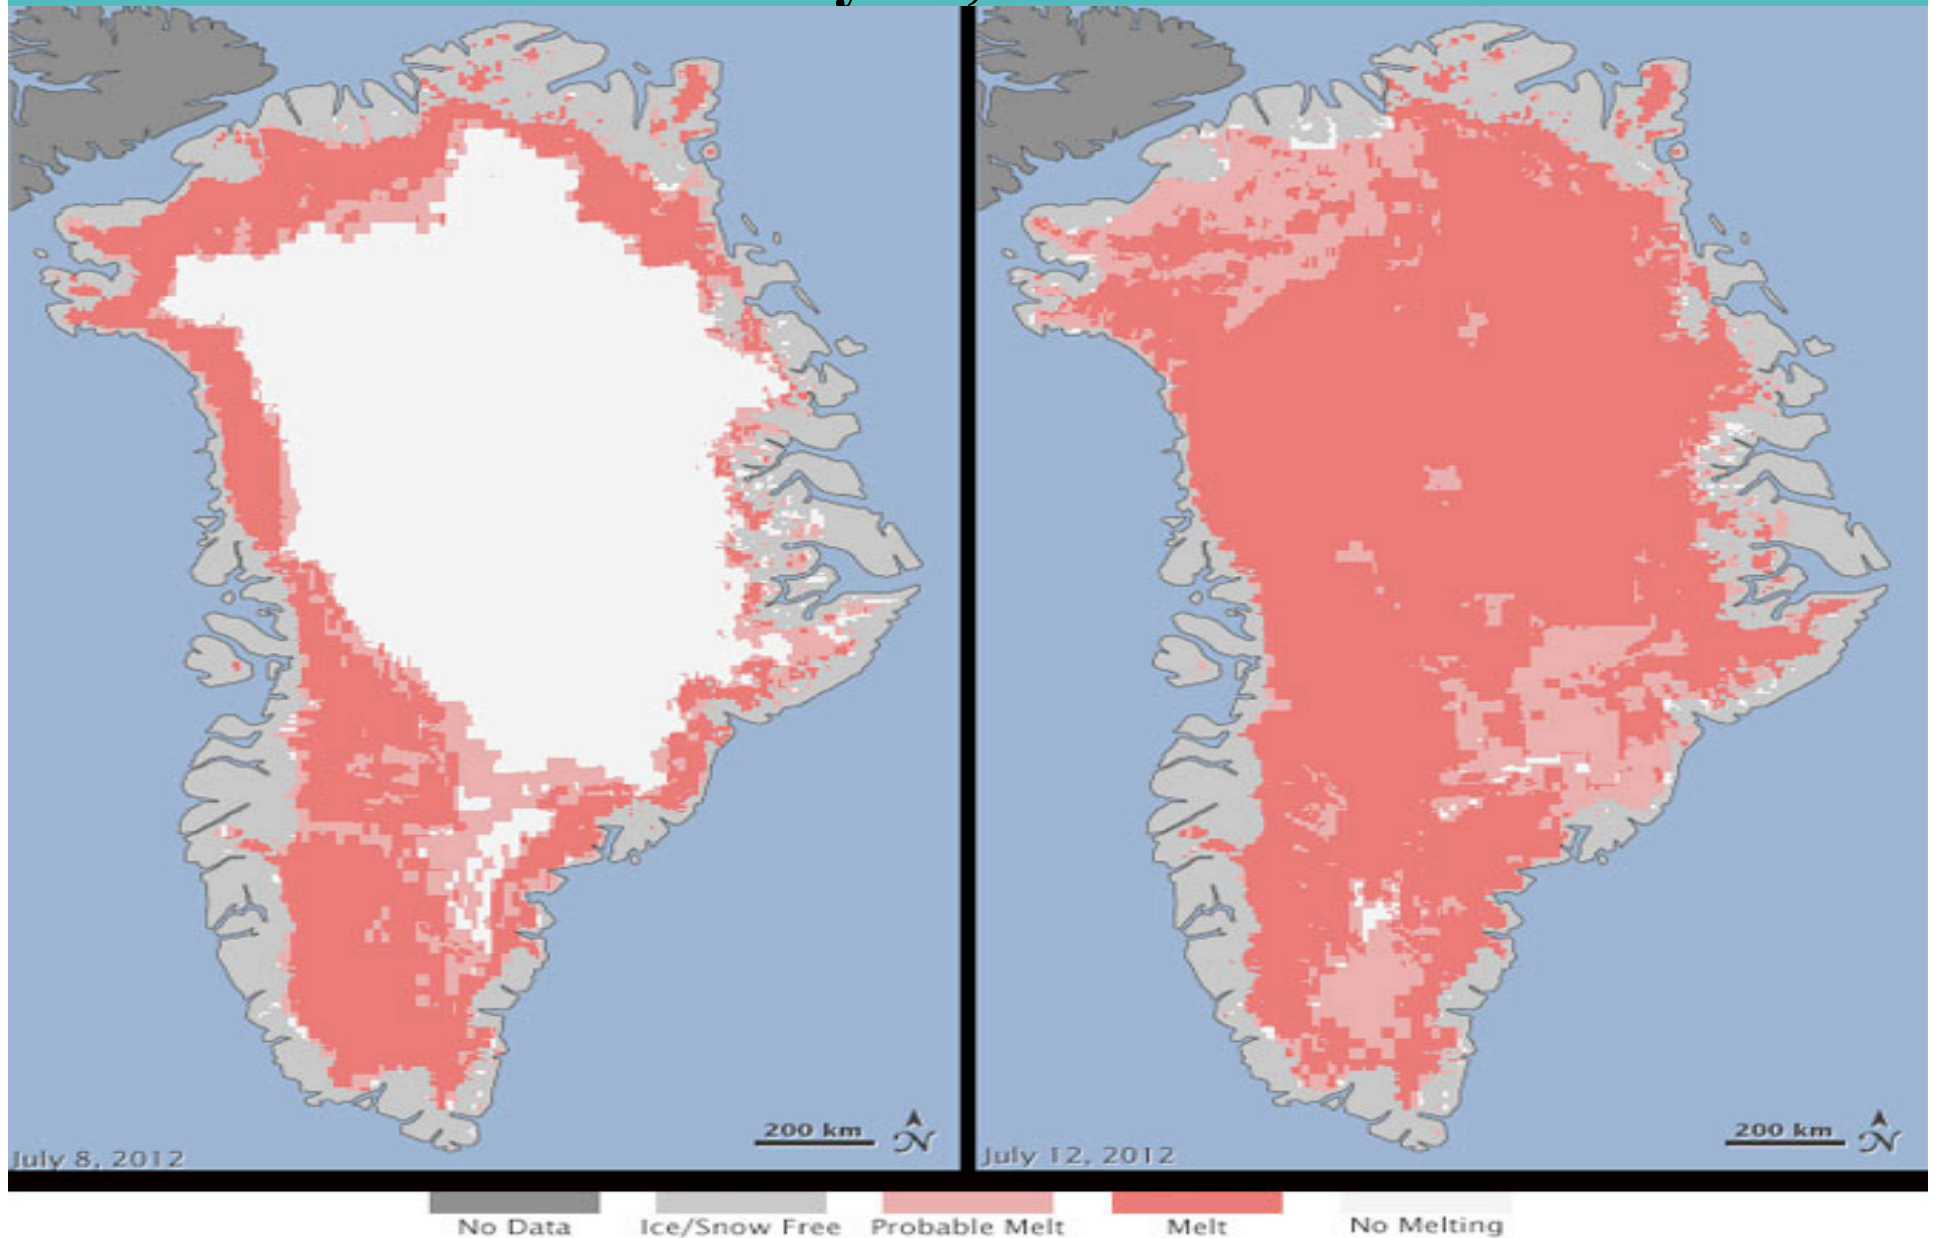 200 km
N
July 8, 2012
200 km
N
July 12, 2012
No Data
Ice/Snow Free
Probable Melt
Melt
No Melting